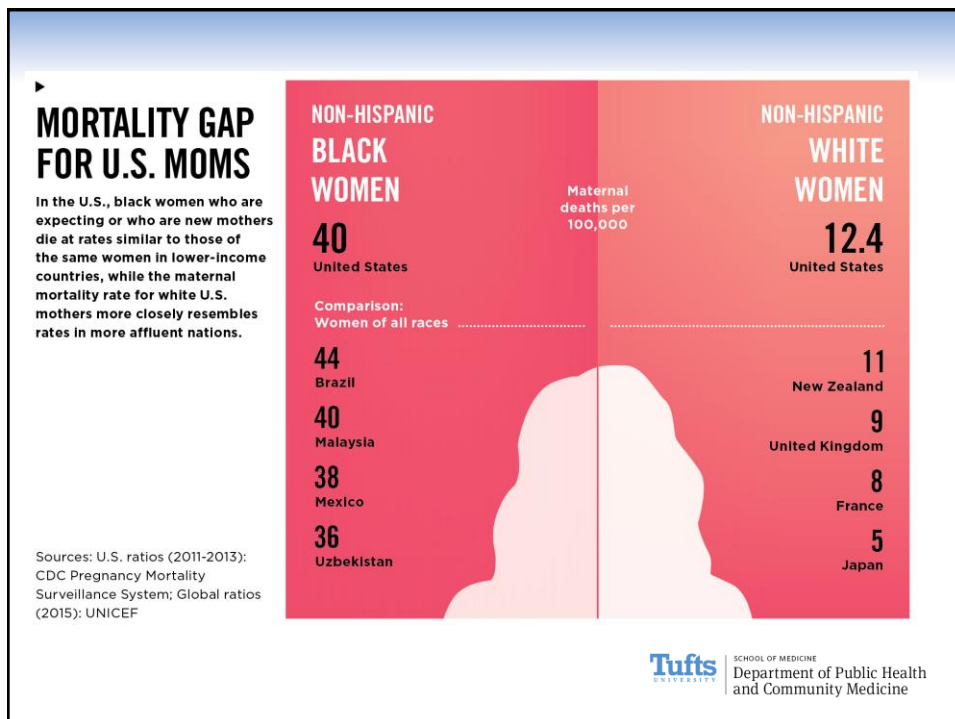 MORTALITY GAP
FOR U.S. MOMS
In the U.S., black women who are
expecting or who are new mothers
die at rates similar to those of
the same women in lower-income
countries, while the maternal
mortality rate for white U.S.
mothers more closely resembles
rates in more affluent nations.
Sources: U.S. ratios (2011-2013):
CDC Pregnancy Mortality
Surveillance System; Global ratios
(2015): UNICEF
NON-HISPANIC
BLACK
WOMEN
40
United States
Maternal
deaths per
100,000
NON-HISPANIC
WHITE
WOMEN
12.4
United States
Comparison:
Women of all races
44
Brazil
40
Malaysia
38
Mexico
36
Uzbekistan
11
New Zealand
9
United Kingdom
8
France
5
Japan
Tufts
UNIVERSITY
SCHOOL OF MEDICINE
Department of Public Health
and Community Medicine